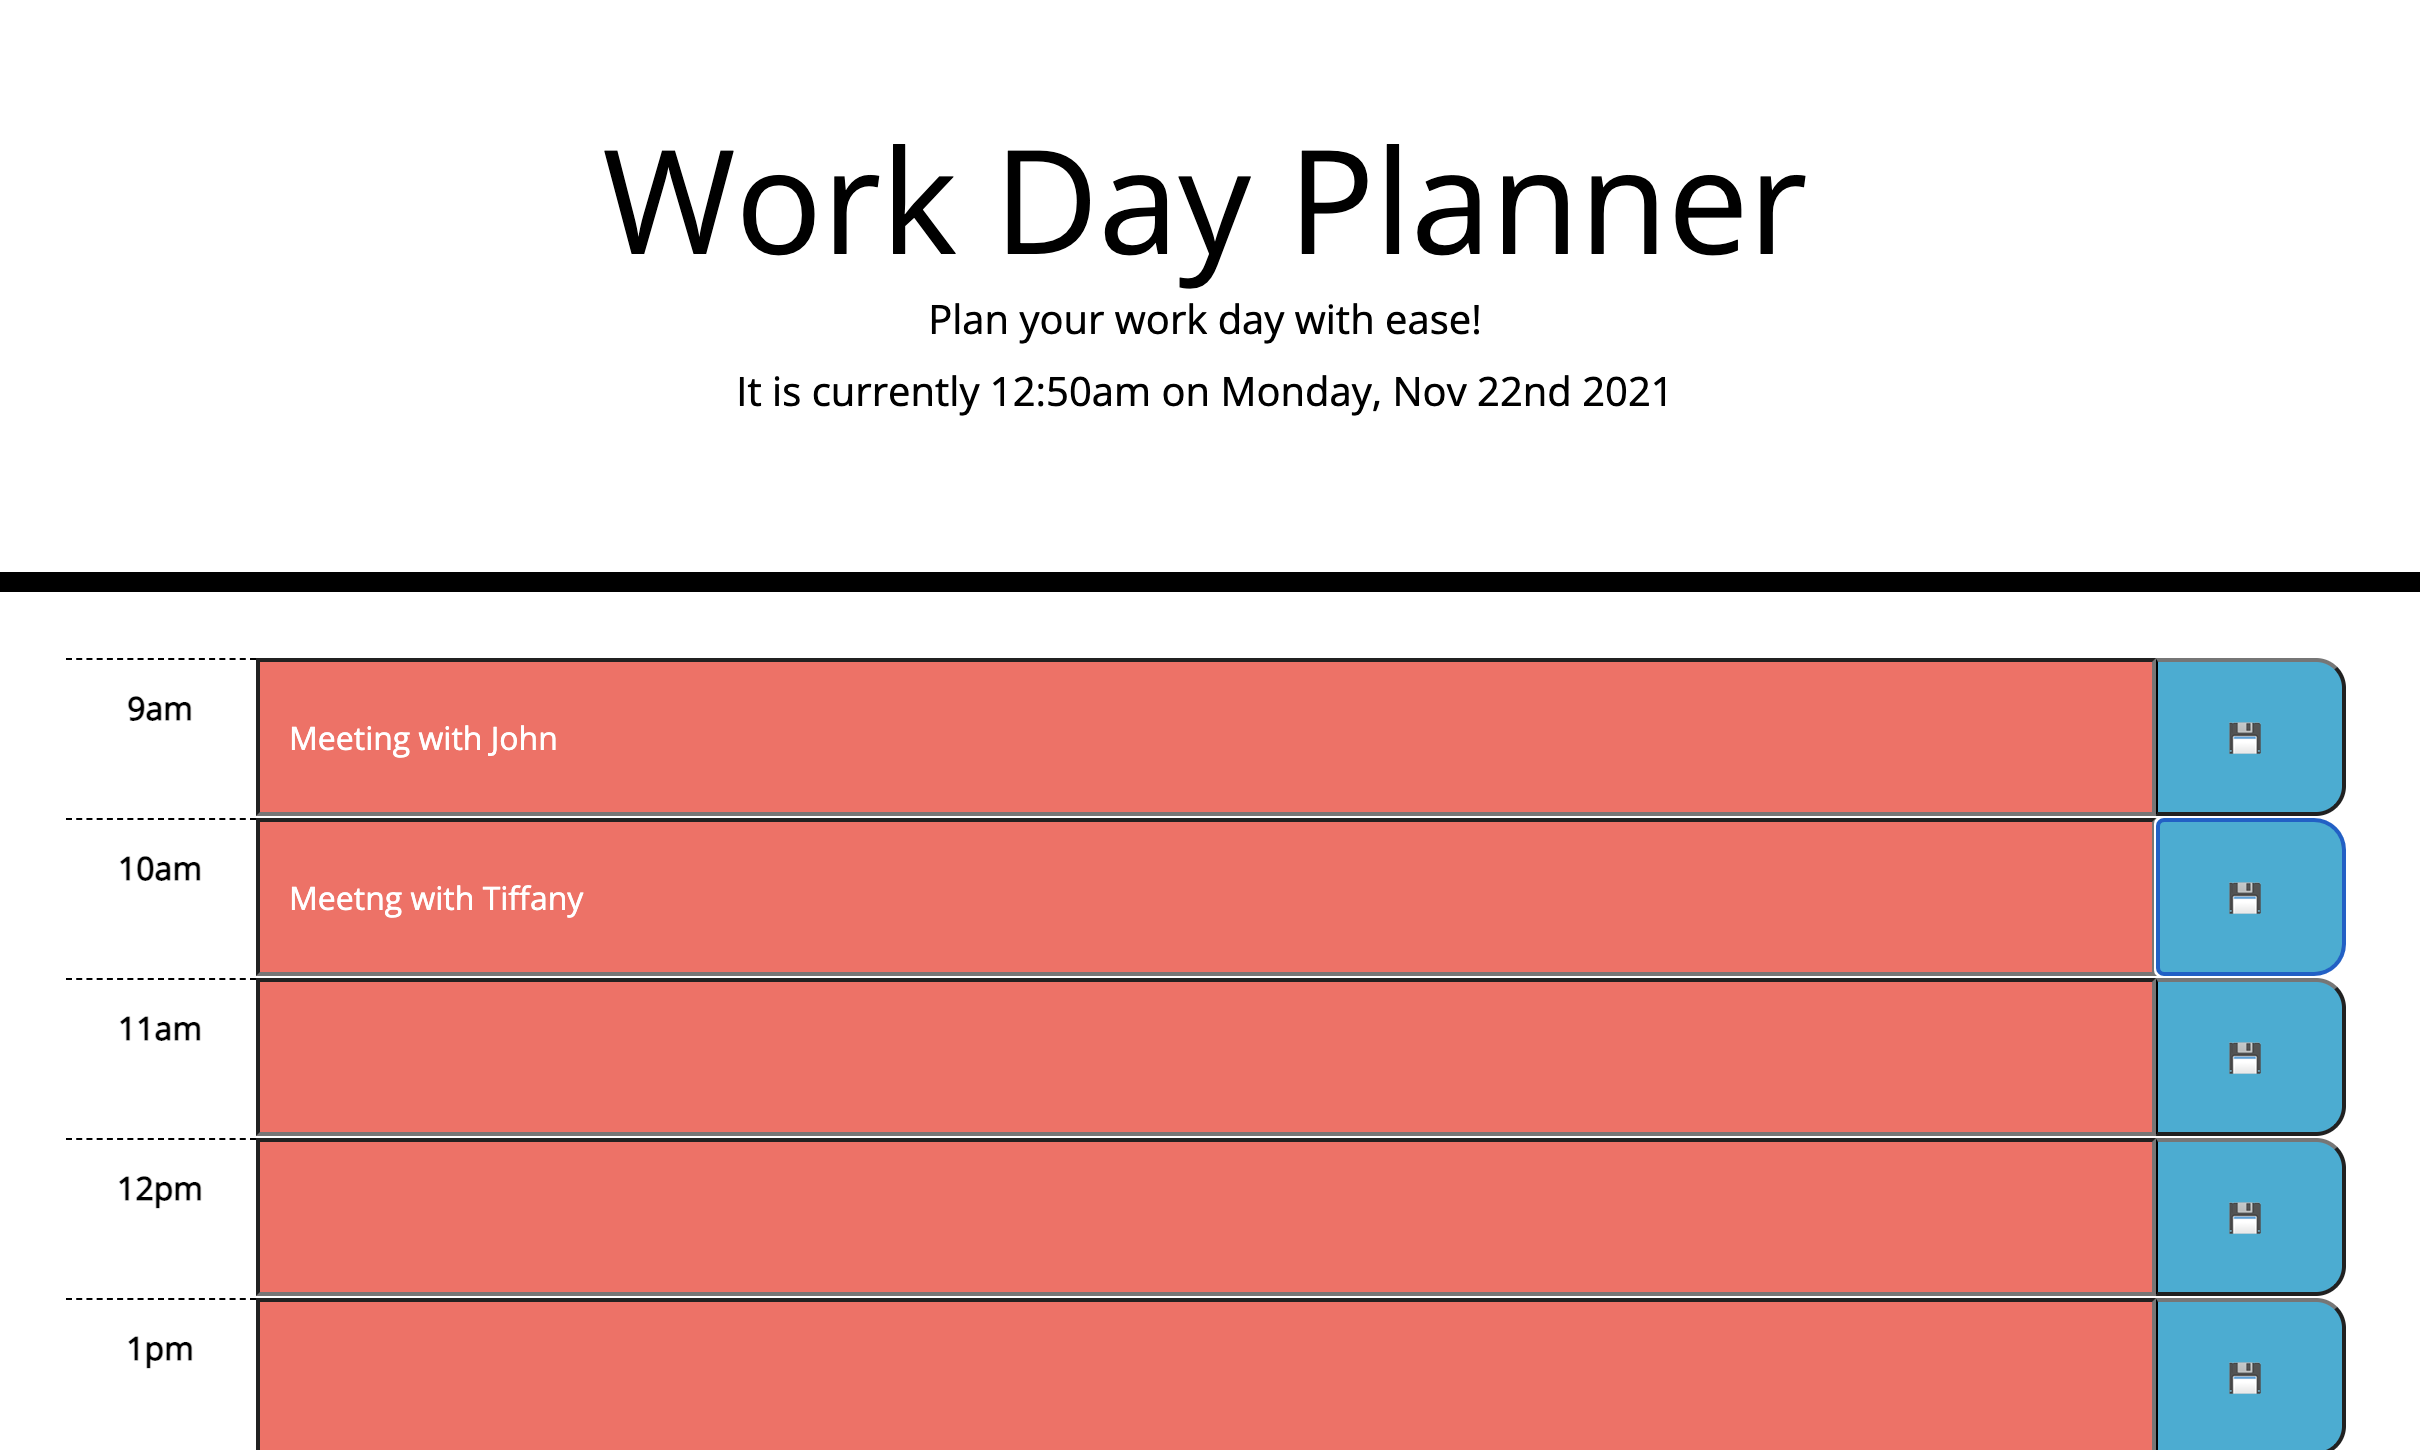 Work Day Planner
Plan your work day with ease!
It is currently 12:50am on Monday, Nov 22nd 2021
9am
Meeting with John
10am
Meetng with Tiffany
11am
12pm
1pm